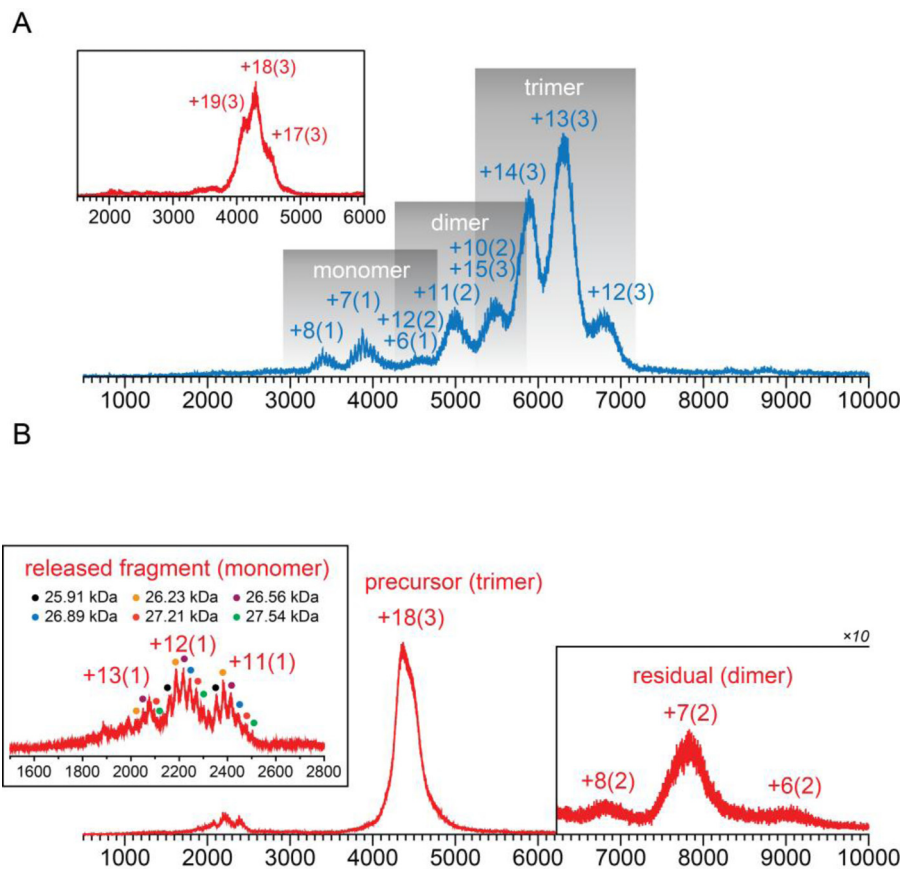 A
+18(3)
+19(3)
+17(3)
2000 3000 4000 5000 6000
trimer
+13(3)
+14(3)
dimer
+10(2)
+15(3)
monomer
+7(1)
+11(2)
+12(2)
+8(1)
+6(1)
+12(3)
1000 2000 3000 4000 5000 6000 7000 8000 9000 10000
B
released fragment (monomer)
25.91 kDa 26.23 kDa 26.56 kDa
26.89 kDa 27.21 kDa 27.54 kDa
+12(1)
+13(1) +11(1)
1600 1800 2000 2200 2400 2600 2800
precursor (trimer)
+18(3)
×10
residual (dimer)
+7(2)
+8(2) +6(2)
1000 2000 3000 4000 5000 6000 7000 8000 9000 10000